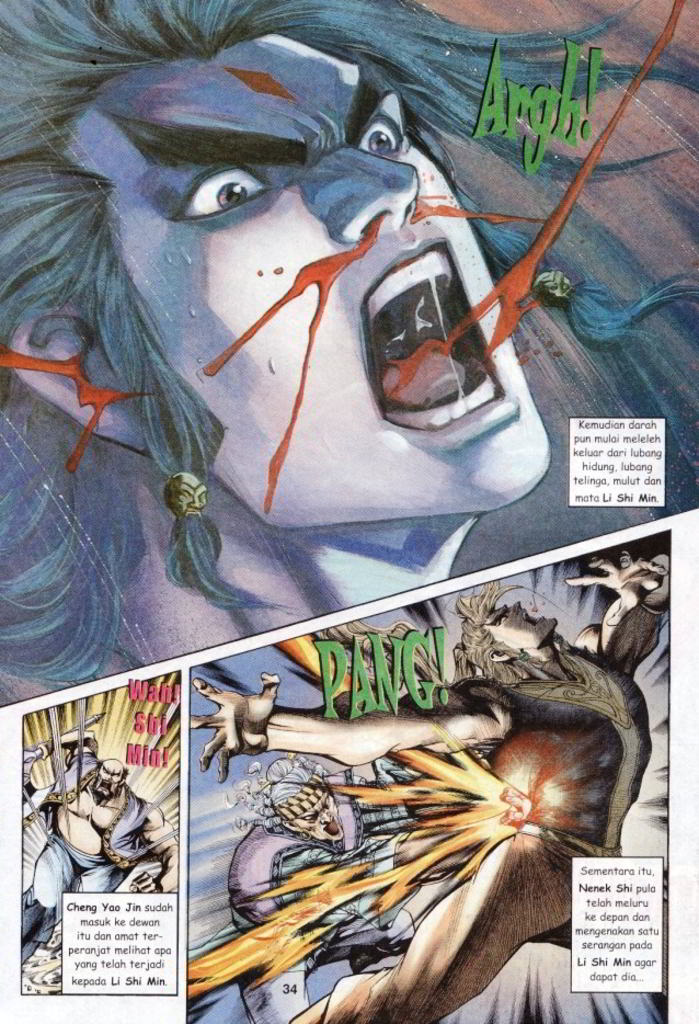 Argh!
Kemudian darah
pun mulai meleleh
keluar dari lubang
hidung, lubang
telinga, mulut dan
mata Li Shi Min.
Wah!
Shi
Min!
PANG!
Cheng Yao Jin sudah
masuk ke dewan
itu dan amat ter-
peranjat melihat apa
yang telah terjadi
kepada Li Shi Min.
Sementara itu,
Nenek Shi pula
telah meluru
ke depan dan
mengenakan satu
serangan pada
Li Shi Min agar
dapat dia...
34